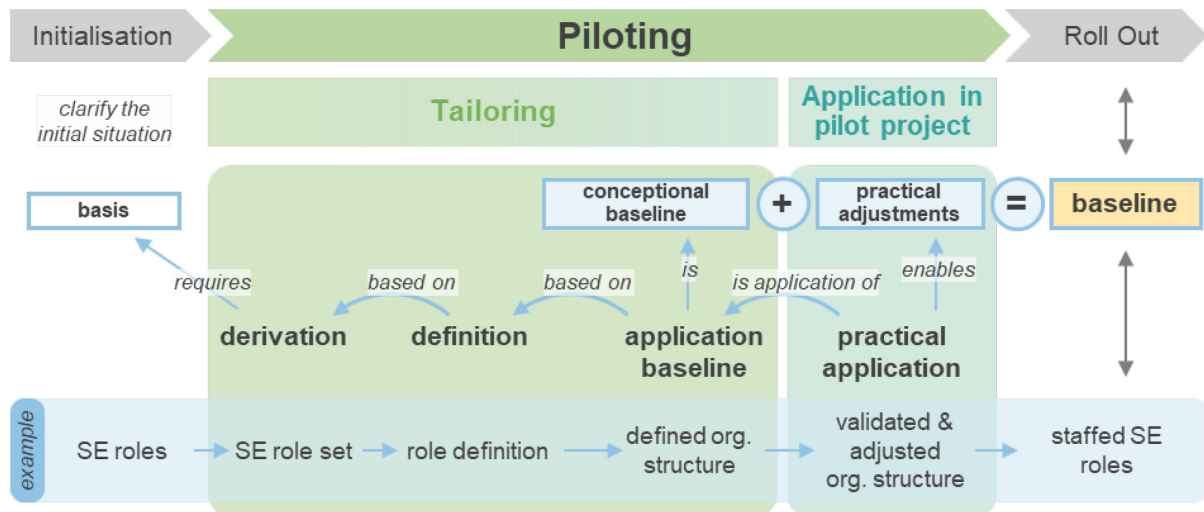 Initialisation
Piloting
Roll Out
clarify the
initial situation
Tailoring
Application in
pilot project
basis
conceptional
baseline
+
practical
adjustments
=
baseline
requires
based on
based on
is
is application of
enables
derivation
definition
application
baseline
practical
application
example
SE roles
SE role set
role definition
defined org.
structure
validated &
adjusted
org. structure
staffed SE
roles